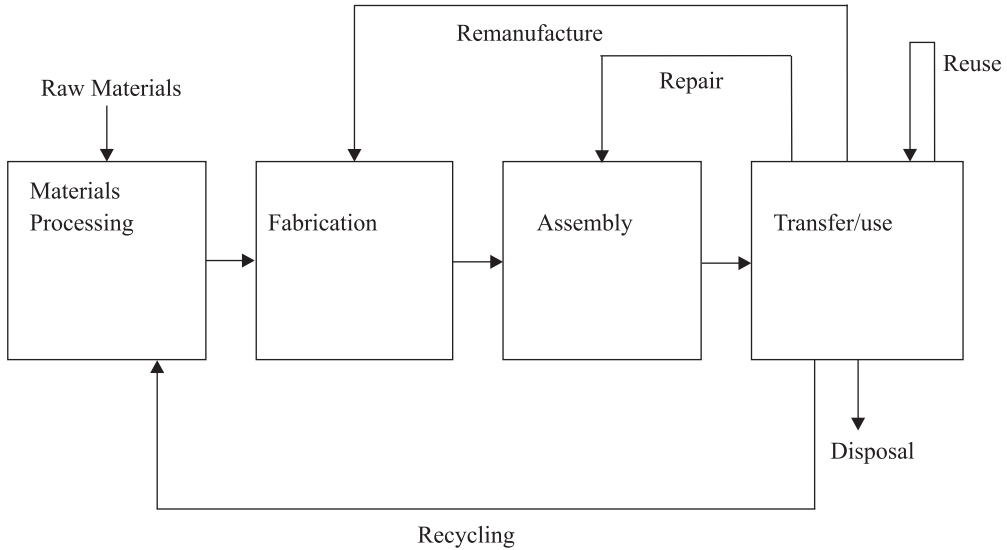 Remanufacture
Reuse
Repair
Raw Materials
Materials
Processing
Fabrication
Assembly
Transfer/use
Disposal
Recycling